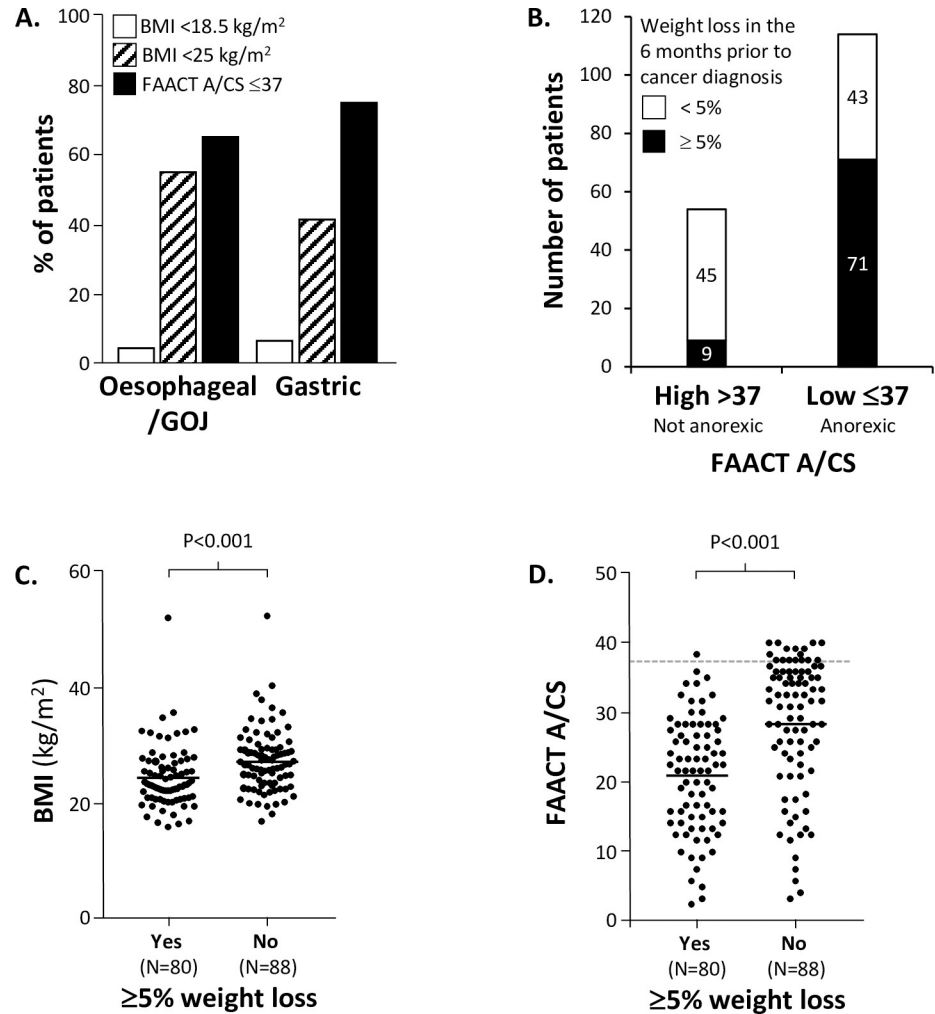 A.
BMI <18.5 kg/m²
BMI <25 kg/m²
FAACT A/CS ≤37
% of patients
100
80
60
40
20
0
Oesophageal
/GOJ
Gastric
B.
Weight loss in the
6 months prior to
cancer diagnosis
< 5%
≥ 5%
Number of patients
120
100
80
60
40
20
0
45
9
43
71
High >37
Not anorexic
Low ≤37
Anorexic
FAACT A/CS
C.
P<0.001
BMI (kg/m²)
60
40
20
0
Yes
(N=80)
No
(N=88)
≥5% weight loss
D.
P<0.001
FAACT A/CS
50
40
30
20
10
0
Yes
(N=80)
No
(N=88)
≥5% weight loss